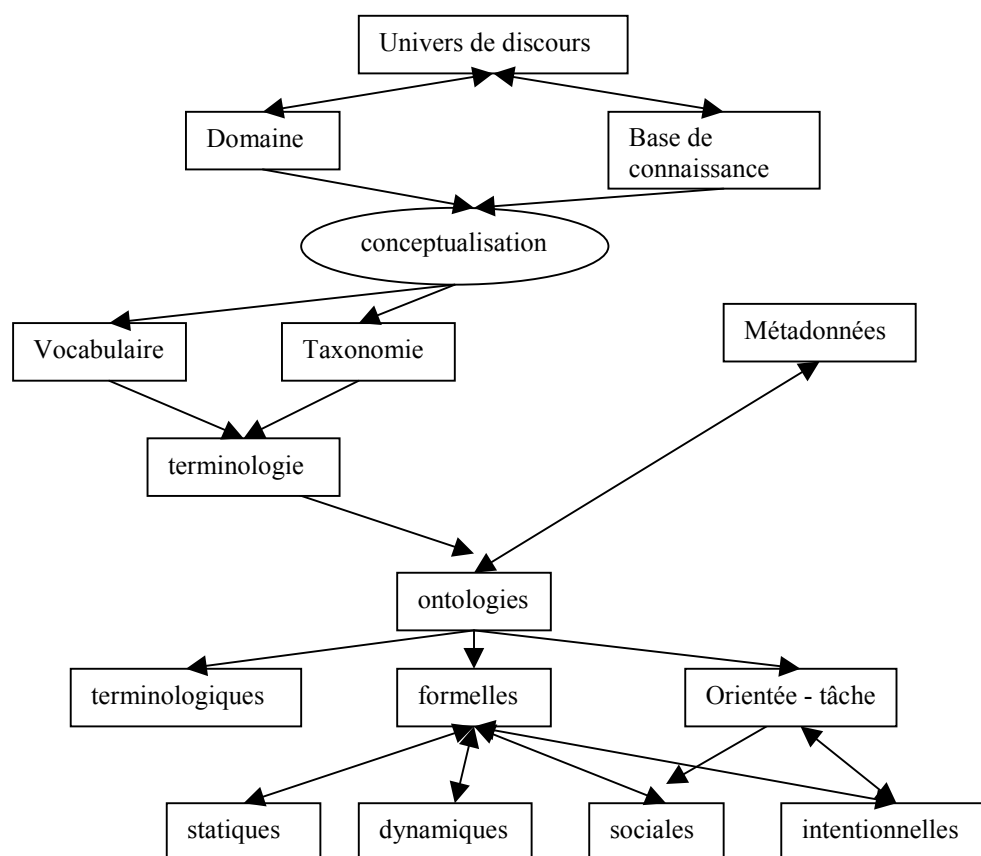 Univers de discours
Domaine
Base de
connaissance
conceptualisation
Métadonnées
Vocabulaire
Taxonomie
terminologie
ontologies
terminologiques
formelles
Orientée - tâche
statiques
dynamiques
sociales
intentionnelles